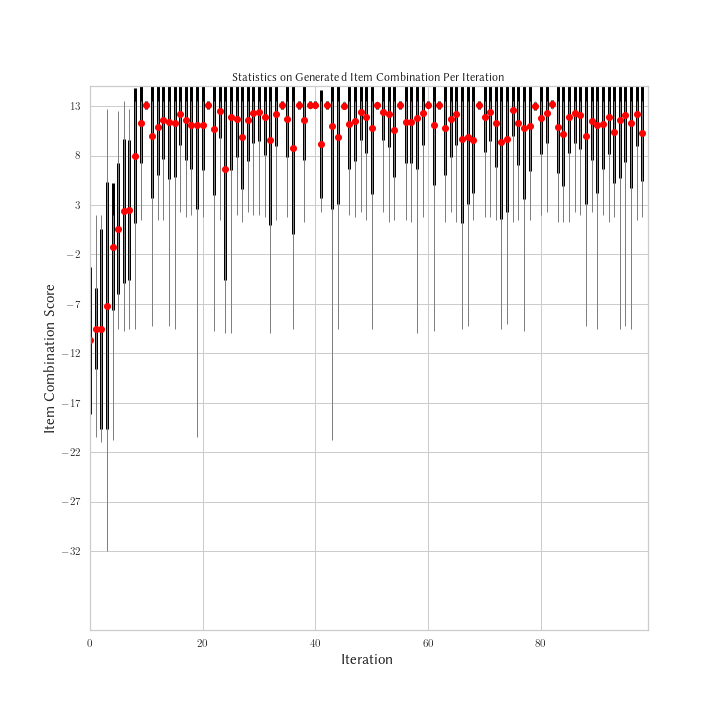 Statistics on Generated Item Combination Per Iteration
13
8
3
−2
−7
−12
−17
−22
−27
−32
Item Combination Score
0 20 40 60 80
Iteration